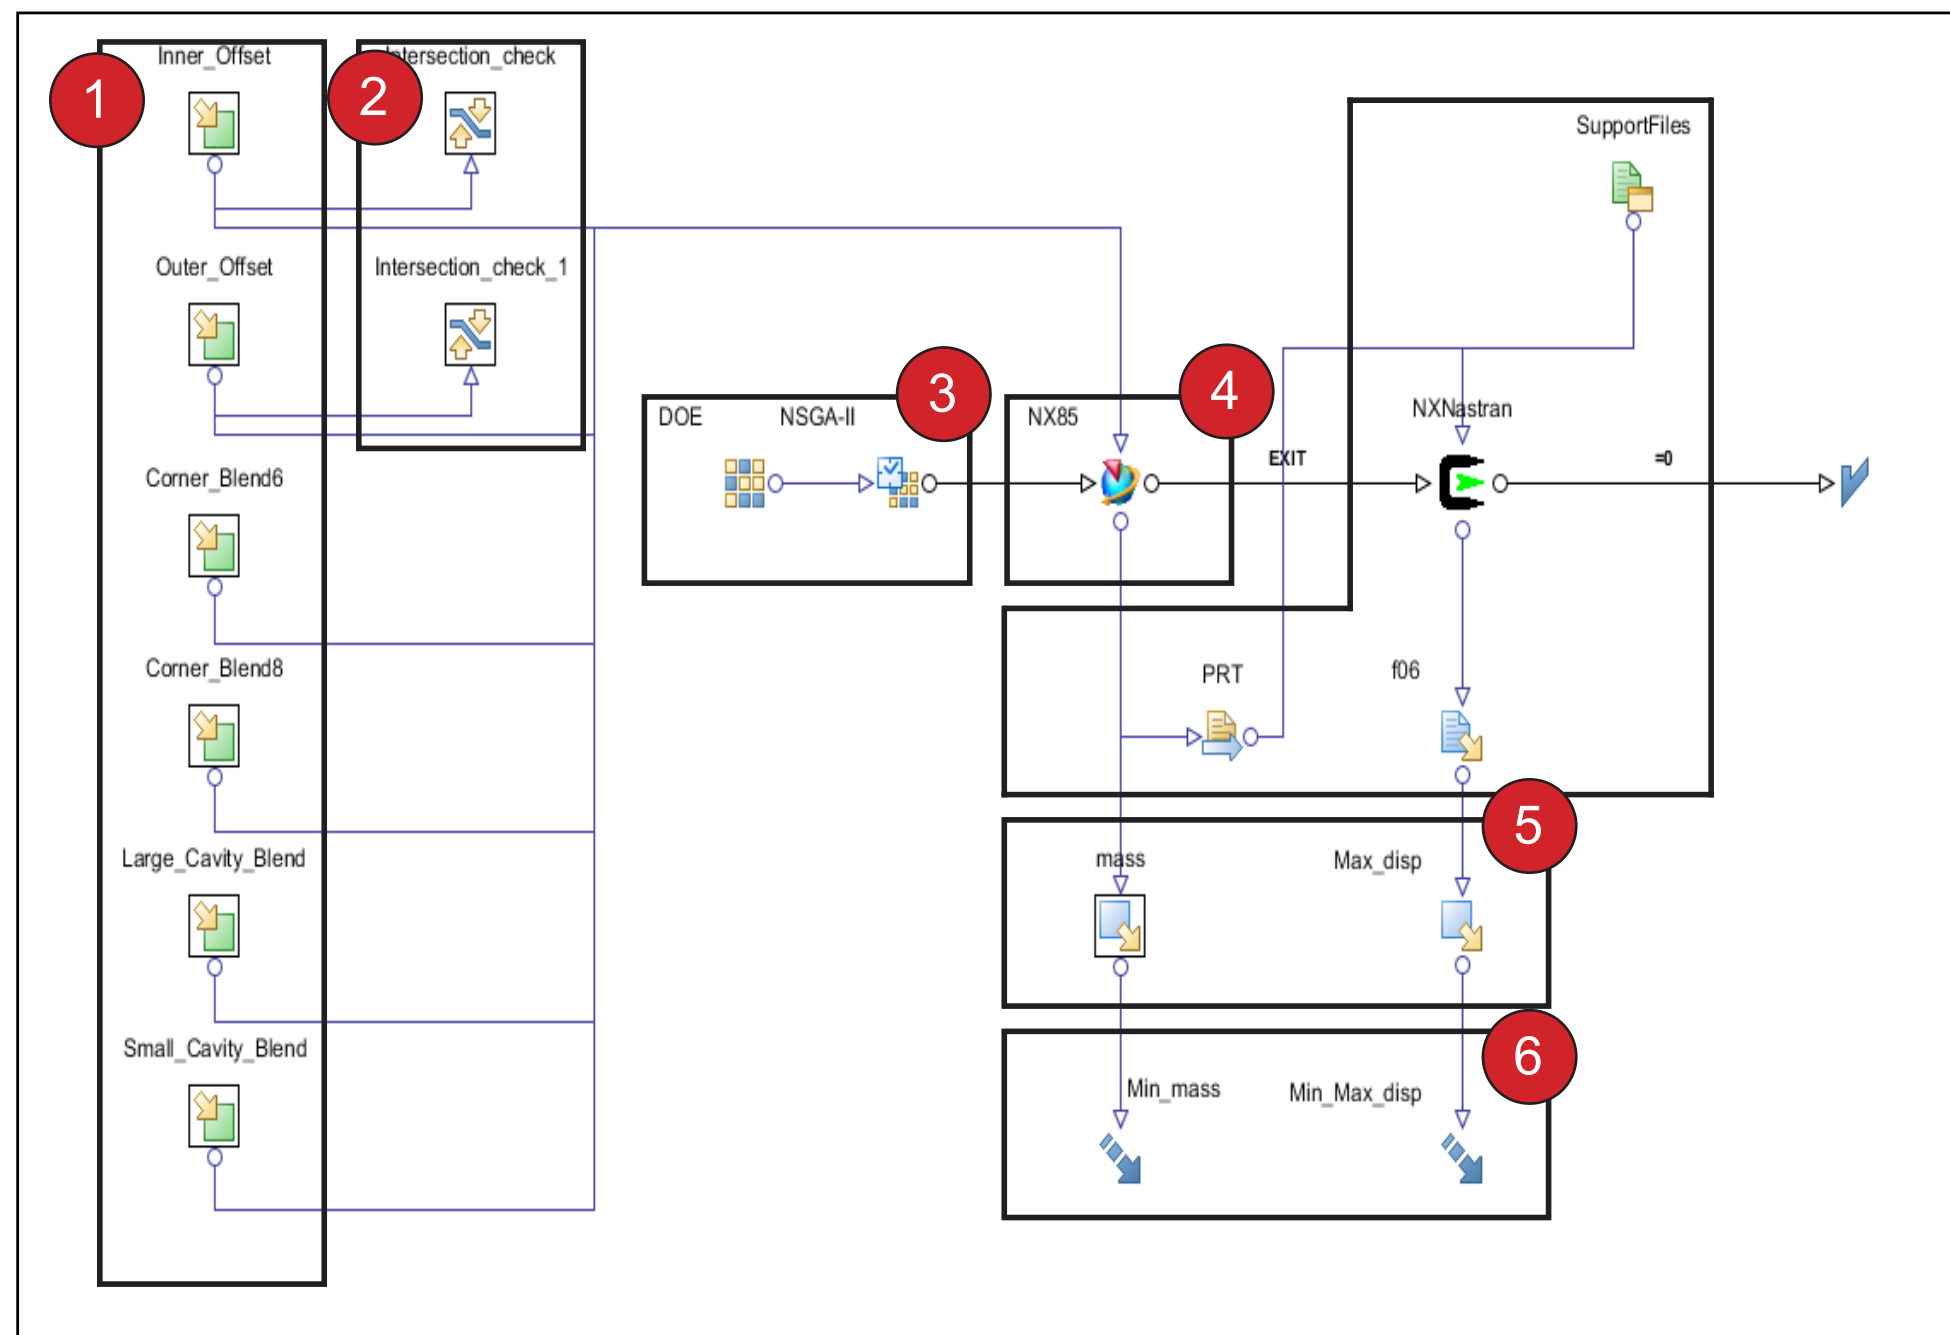 1
Inner_Offset
2
Intersection_check
SupportFiles
Outer_Offset
Intersection_check_1
3
4
DOE
NSGA-II
NX85
NXNastran
EXIT
=0
Corner_Blend6
Corner_Blend8
PRT
f06
5
Large_Cavity_Blend
mass
Max_disp
Small_Cavity_Blend
6
Min_mass
Min_Max_disp